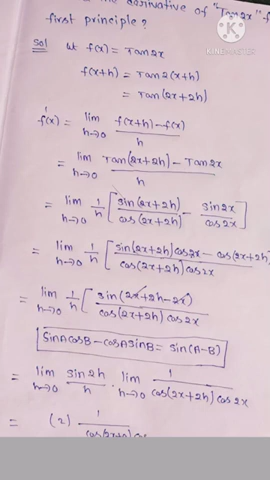 the derivative of "Tan2x"
first principle?
KINEMASTER
Sol let f(x) = Tan2x
f(x+h) = Tan2(x+h)
= Tan(2x+2h)
f'(x) = lim h→0 f(x+h)-f(x) / h
= lim h→0 Tan(2x+2h) - Tan2x / h
= lim h→0 1/h [ sin(2x+2h) / cos(2x+2h) - sin2x / cos2x ]
= lim h→0 1/h [ sin(2x+2h) cos2x - cos(2x+2h) / cos(2x+2h) cos2x
= lim h→0 1/h [ sin(2x+2h-2x) / cos(2x+2h) cos2x
SinAcosB - cosAsinB = sin(A-B)
= lim h→0 sin2h / h . lim h→0 1 / cos(2x+2h) cos2x
= (2) 1